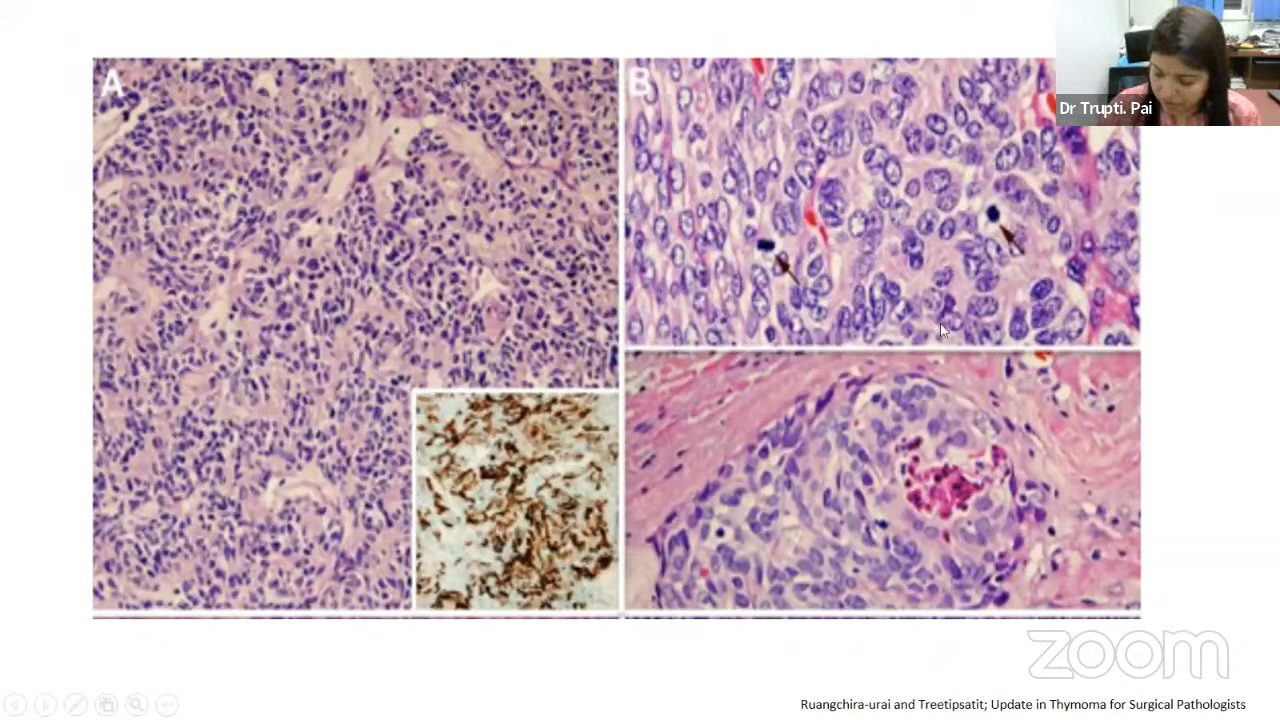 A
B
Dr Trupti. Pai
zoom
Ruangchira-urai and Treetipsatit; Update in Thymoma for Surgical Pathologists